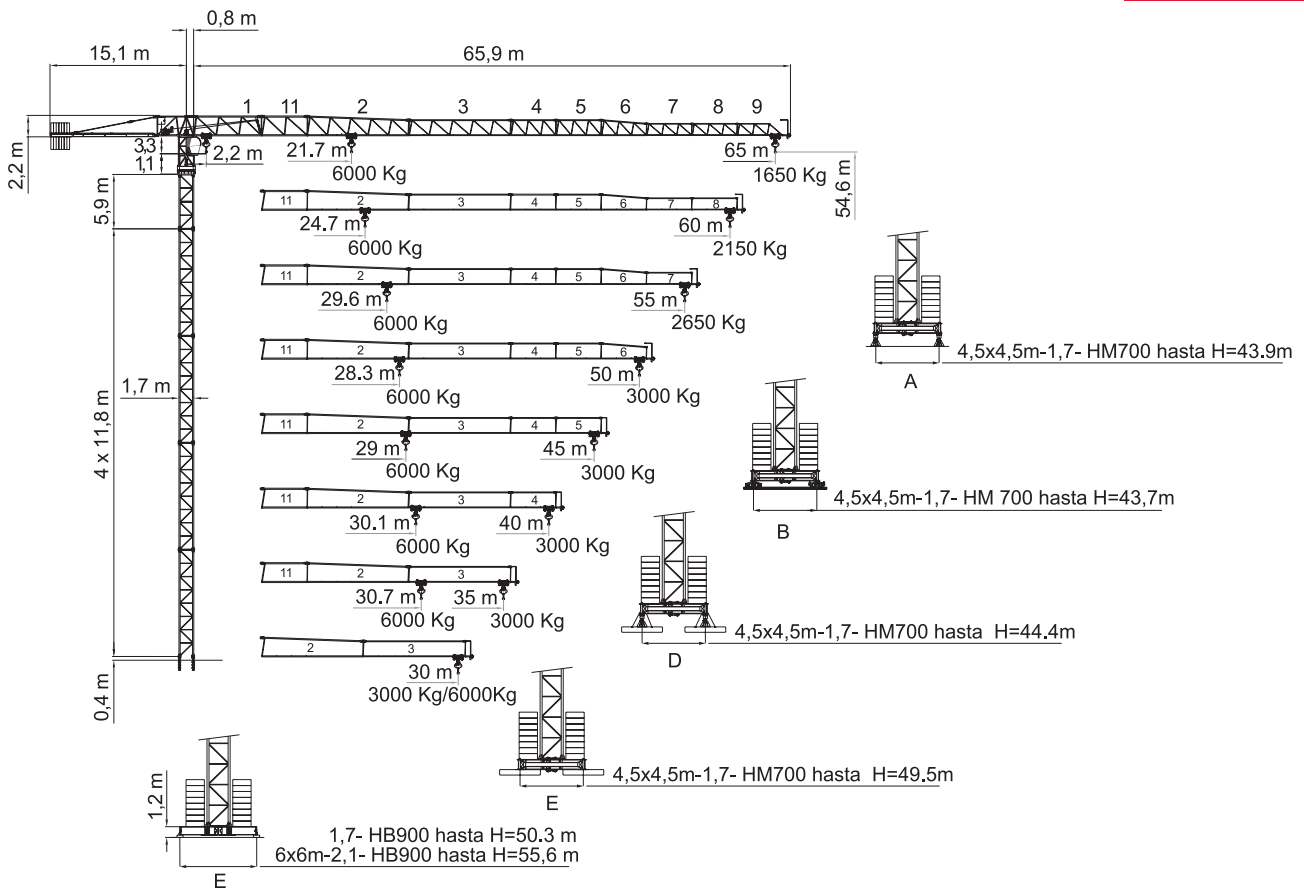 0,8 m
15,1 m
65,9 m
1 11 2 3 4 5 6 7 8 9
2,2 m
3,3
1,1
2,2 m
21.7 m
6000 Kg
65 m
1650 Kg
54,6 m
5,9 m
11 2 3 4 5 6 7 8
24.7 m
6000 Kg
60 m
2150 Kg
11 2 3 4 5 6 7
29.6 m
6000 Kg
55 m
2650 Kg
4,5x4,5m-1,7- HM700 hasta H=43.9m
A
11 2 3 4 5 6
28.3 m
6000 Kg
50 m
3000 Kg
1,7 m
4 x 11,8 m
11 2 3 4 5
29 m
6000 Kg
45 m
3000 Kg
4,5x4,5m-1,7- HM 700 hasta H=43,7m
B
11 2 3 4
30.1 m
6000 Kg
40 m
3000 Kg
11 2 3
30.7 m
6000 Kg
35 m
3000 Kg
4,5x4,5m-1,7- HM700 hasta H=44.4m
D
2 3
30 m
3000 Kg/6000Kg
0,4 m
4,5x4,5m-1,7- HM700 hasta H=49.5m
E
1,2 m
1,7- HB900 hasta H=50.3 m
6x6m-2,1- HB900 hasta H=55,6 m
E